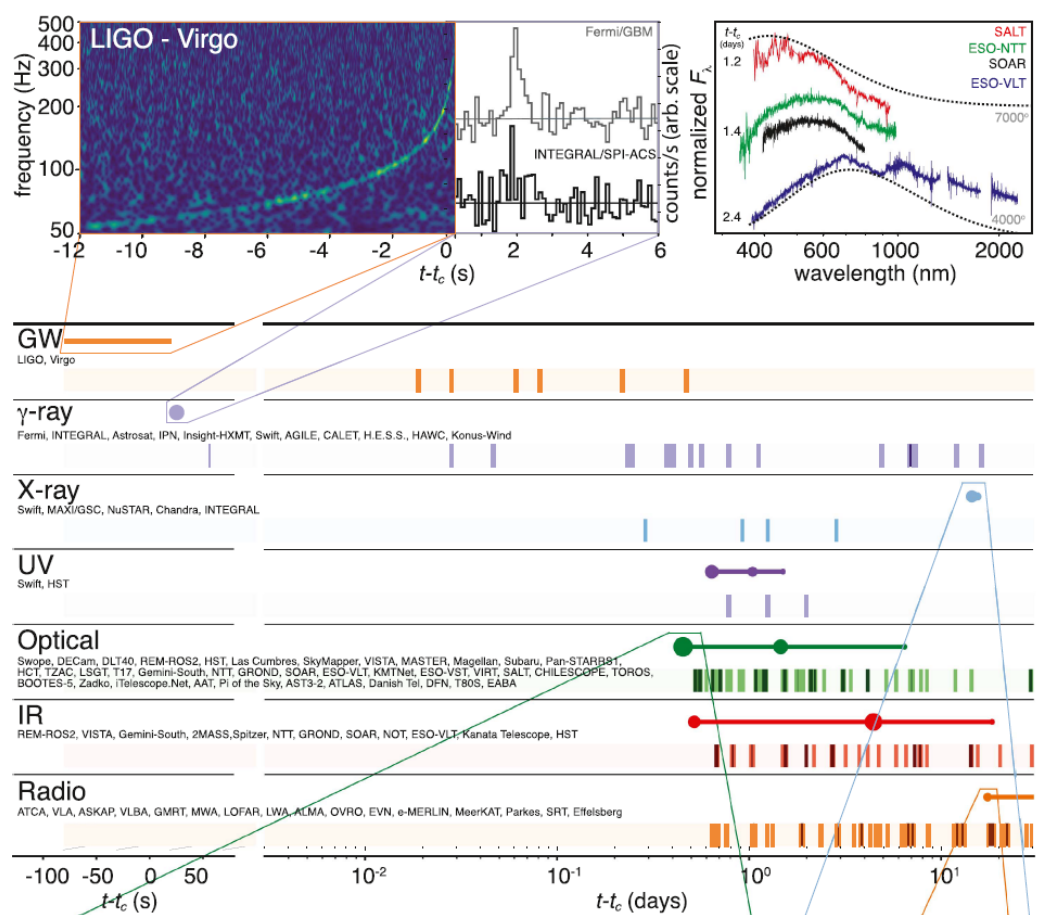 LIGO - Virgo
frequency (Hz)
500
400
300
200
100
50
-12
-10
-8
-6
-4
-2
0
2
4
6
t-tc (s)
Fermi/GBM
INTEGRAL/SPI-ACS
counts/s (arb. scale)
normalized Fλ
t-tc
(days)
1.2
1.4
2.4
SALT
ESO-NTT
SOAR
ESO-VLT
7000°
4000°
400 600 1000 2000
wavelength (nm)
GW
LIGO, Virgo
γ-ray
Fermi, INTEGRAL, Astrosat, IPN, Insight-HXMT, Swift, AGILE, CALET, H.E.S.S., HAWC, Konus-Wind
X-ray
Swift, MAXI/GSC, NuSTAR, Chandra, INTEGRAL
UV
Swift, HST
Optical
Swope, DECam, DLT40, REM-ROS2, HST, Las Cumbres, SkyMapper, VISTA, MASTER, Magellan, Subaru, Pan-STARRS1,
HCT, TZAC, LSGT, T17, Gemini-South, NTT, GROND, SOAR, ESO-VLT, KMTNet, ESO-VST, VIRT, SALT, CHILESCOPE, TOROS,
BOOTES-5, Zadko, iTelescope.Net, AAT, Pi of the Sky, AST3-2, ATLAS, Danish Tel, DFN, T80S, EABA
IR
REM-ROS2, VISTA, Gemini-South, 2MASS,Spitzer, NTT, GROND, SOAR, NOT, ESO-VLT, Kanata Telescope, HST
Radio
ATCA, VLA, ASKAP, VLBA, GMRT, MWA, LOFAR, LWA, ALMA, OVRO, EVN, e-MERLIN, MeerKAT, Parkes, SRT, Effelsberg
-100 -50 0 50
t-tc (s)
10⁻² 10⁻¹ 10⁰ 10¹
t-tc (days)